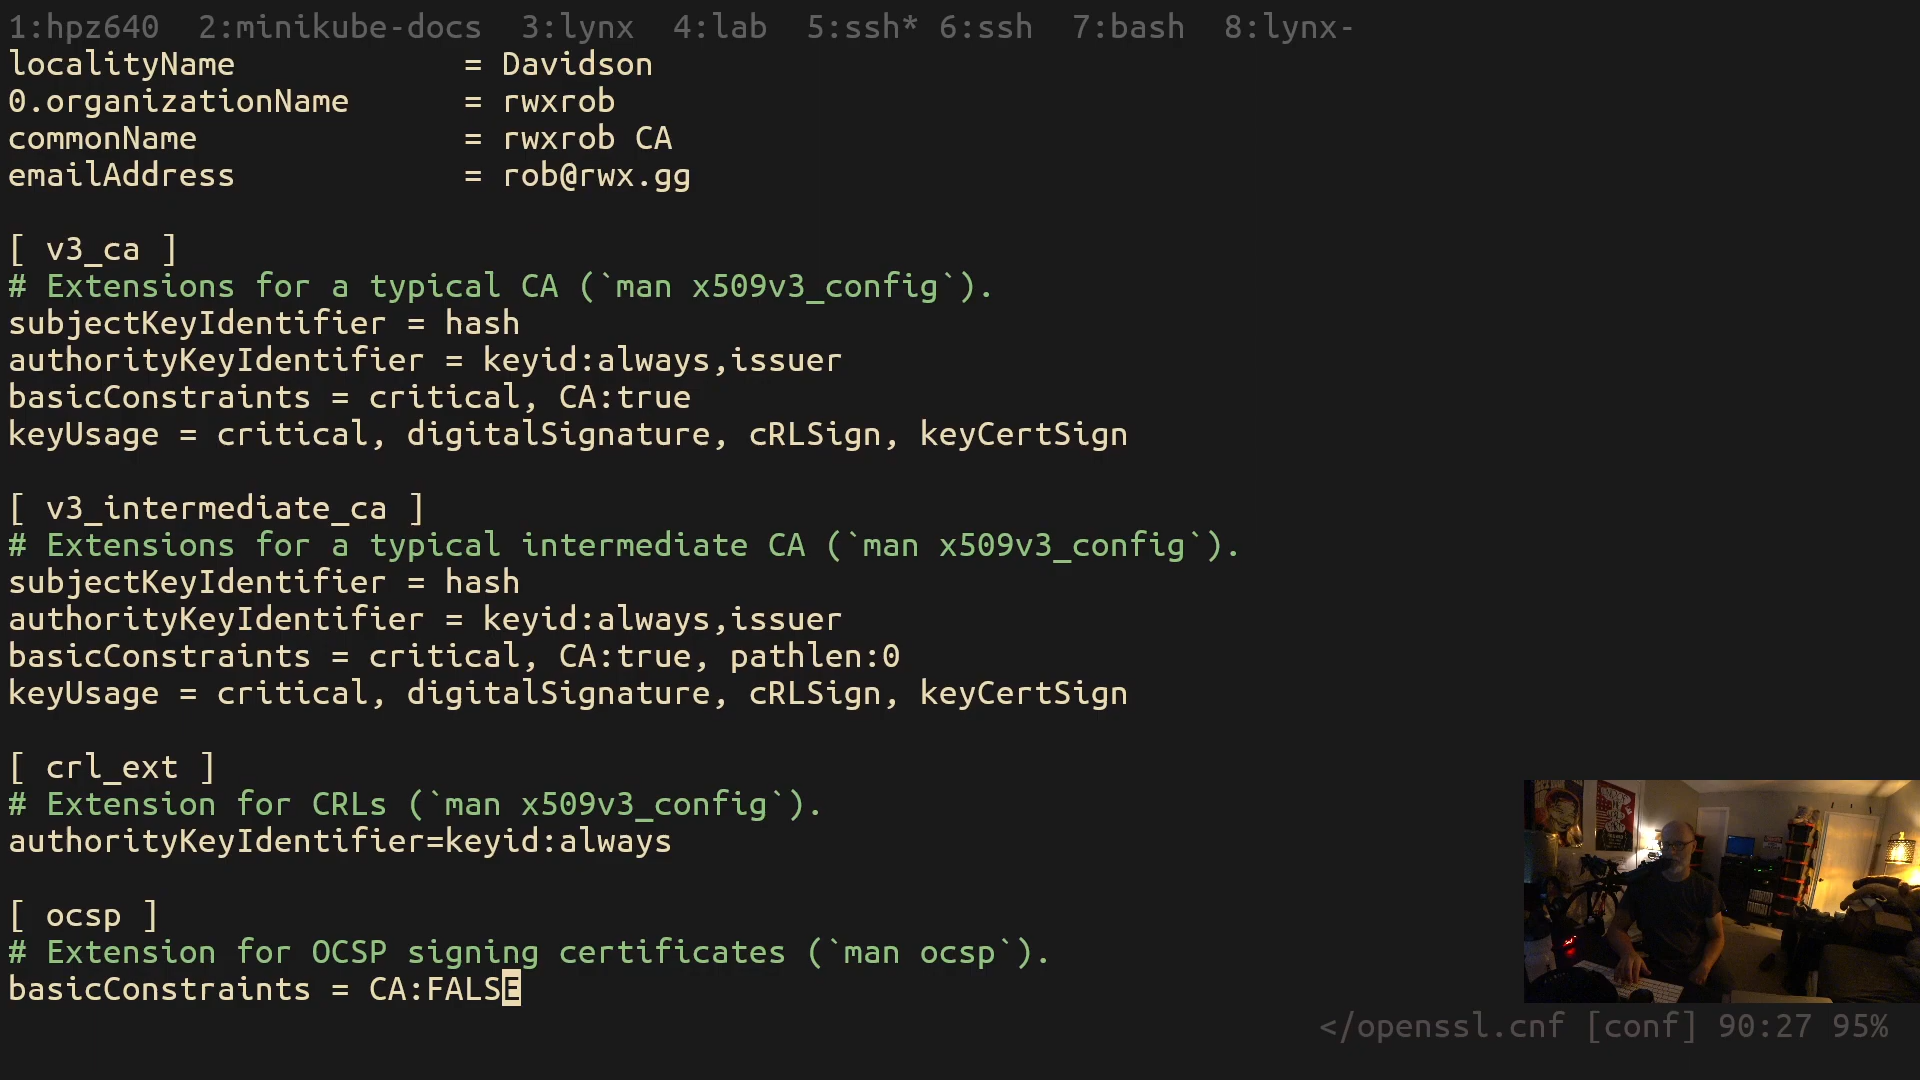 1:hpz640  2:minikube-docs  3:lynx  4:lab  5:ssh* 6:ssh  7:bash  8:lynx-
localityName            = Davidson
0.organizationName      = rwxrob
commonName              = rwxrob CA
emailAddress            = rob@rwx.gg
[ v3_ca ]
# Extensions for a typical CA (`man x509v3_config`).
subjectKeyIdentifier = hash
authorityKeyIdentifier = keyid:always,issuer
basicConstraints = critical, CA:true
keyUsage = critical, digitalSignature, cRLSign, keyCertSign
[ v3_intermediate_ca ]
# Extensions for a typical intermediate CA (`man x509v3_config`).
subjectKeyIdentifier = hash
authorityKeyIdentifier = keyid:always,issuer
basicConstraints = critical, CA:true, pathlen:0
keyUsage = critical, digitalSignature, cRLSign, keyCertSign
[ crl_ext ]
# Extension for CRLs (`man x509v3_config`).
authorityKeyIdentifier=keyid:always
[ ocsp ]
# Extension for OCSP signing certificates (`man ocsp`).
basicConstraints = CA:FALSE
</openssl.cnf [conf] 90:27 95%